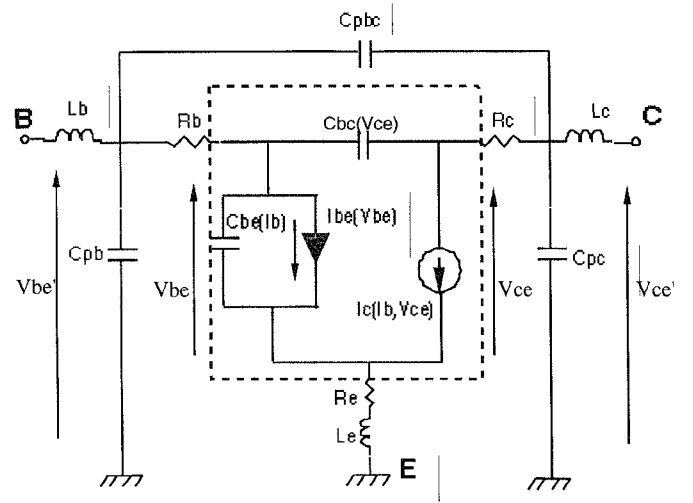 Cpbc
B
Lb
Rb
Cbc(Vce)
Rc
Lc
C
Cbe(Ib)
Ibe(Vbe)
Vbe'
Cpb
Vbe
Ic(Ib,Vce)
Vce
Cpc
Vce'
Re
Le
E